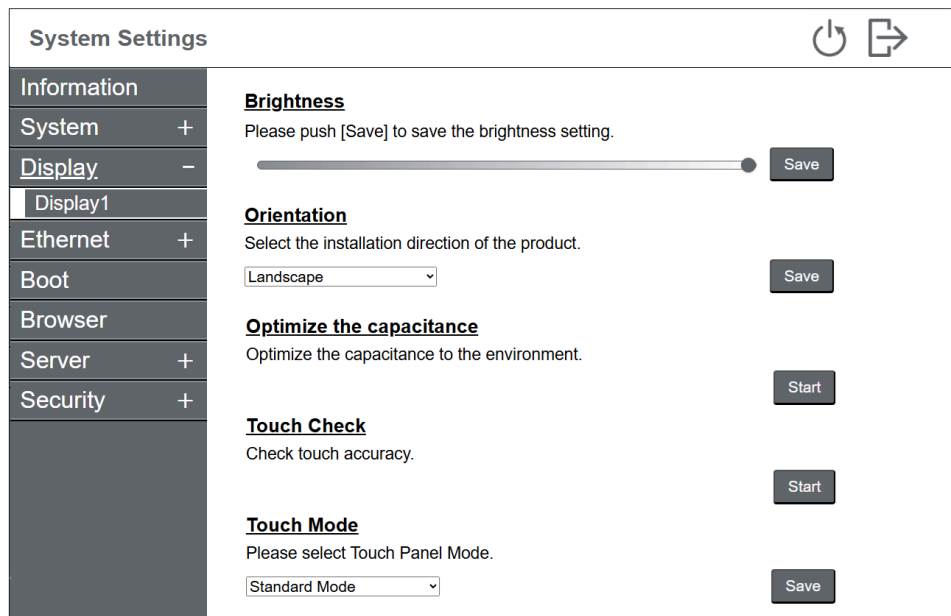 System Settings
Information
System +
Display -
Display1
Ethernet +
Boot
Browser
Server +
Security +
Brightness
Please push [Save] to save the brightness setting.
Save
Orientation
Select the installation direction of the product.
Landscape
Save
Optimize the capacitance
Optimize the capacitance to the environment.
Start
Touch Check
Check touch accuracy.
Start
Touch Mode
Please select Touch Panel Mode.
Standard Mode
Save